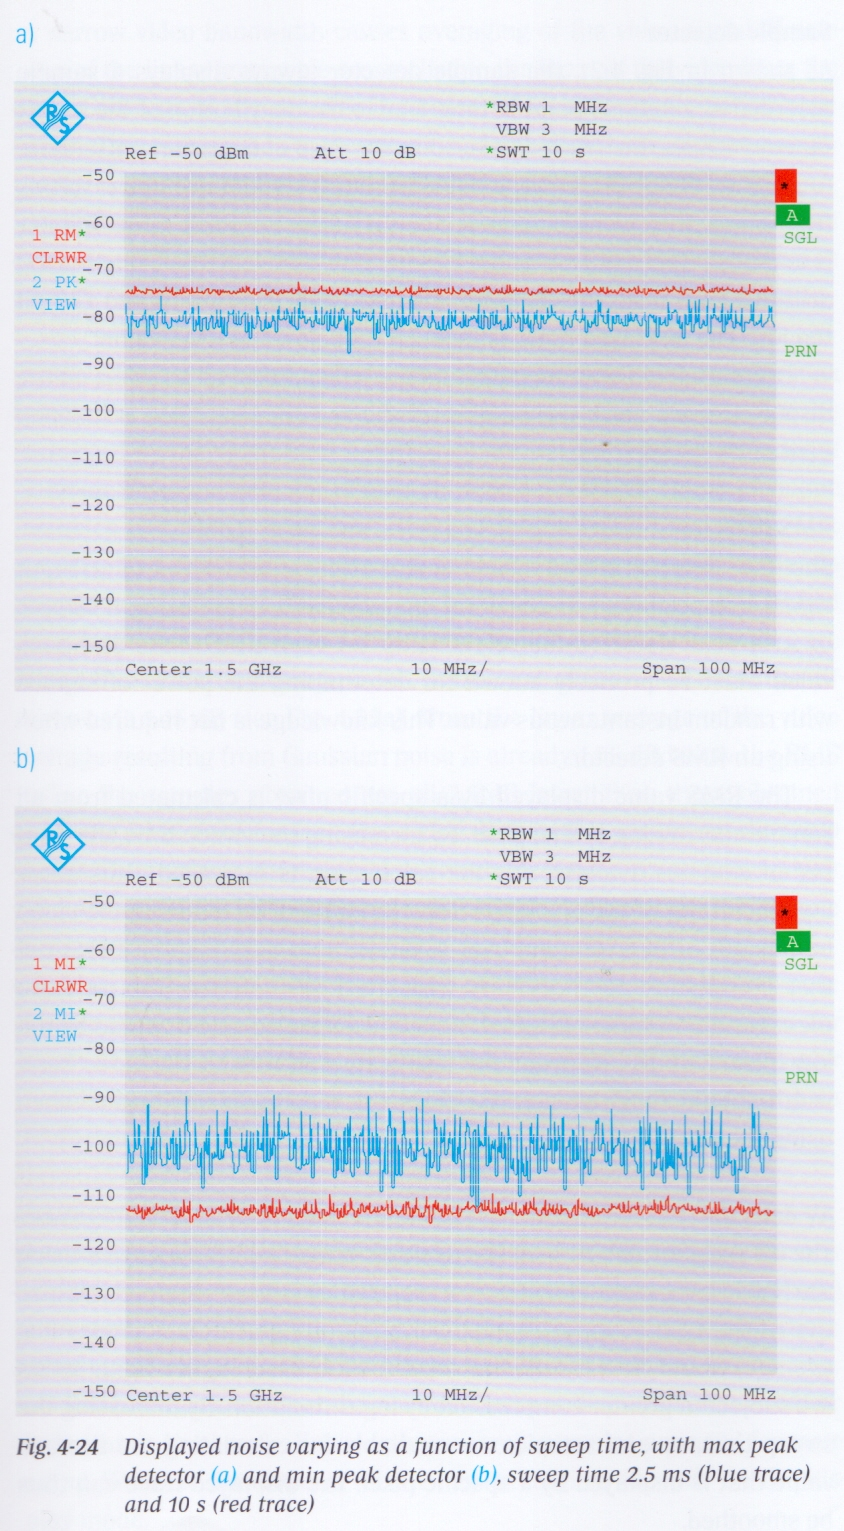 a)
R
S
*RBW 1 MHz
VBW 3 MHz
Ref -50 dBm Att 10 dB *SWT 10 s
-50
*
A
-60
1 RM*
SGL
CLRWR
-70
2 PK*
VIEW
-80
PRN
-90
-100
-110
-120
-130
-140
-150
Center 1.5 GHz 10 MHz/ Span 100 MHz
b)
R
S
*RBW 1 MHz
VBW 3 MHz
Ref -50 dBm Att 10 dB *SWT 10 s
-50
*
A
-60
1 MI*
SGL
CLRWR
-70
2 MI*
VIEW
-80
PRN
-90
-100
-110
-120
-130
-140
-150
Center 1.5 GHz 10 MHz/ Span 100 MHz
Fig. 4-24 Displayed noise varying as a function of sweep time, with max peak
detector (a) and min peak detector (b), sweep time 2.5 ms (blue trace)
and 10 s (red trace)